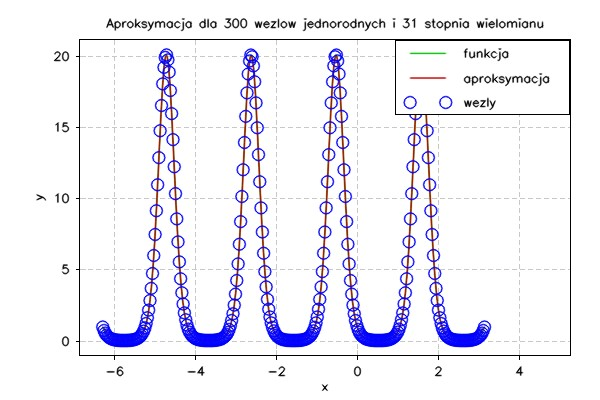 Aproksymacja dla 300 wezlow jednorodnych i 31 stopnia wielomianu
funkcja
aproksymacja
wezly
20
15
10
5
0
y
−6 −4 −2 0 2 4
x